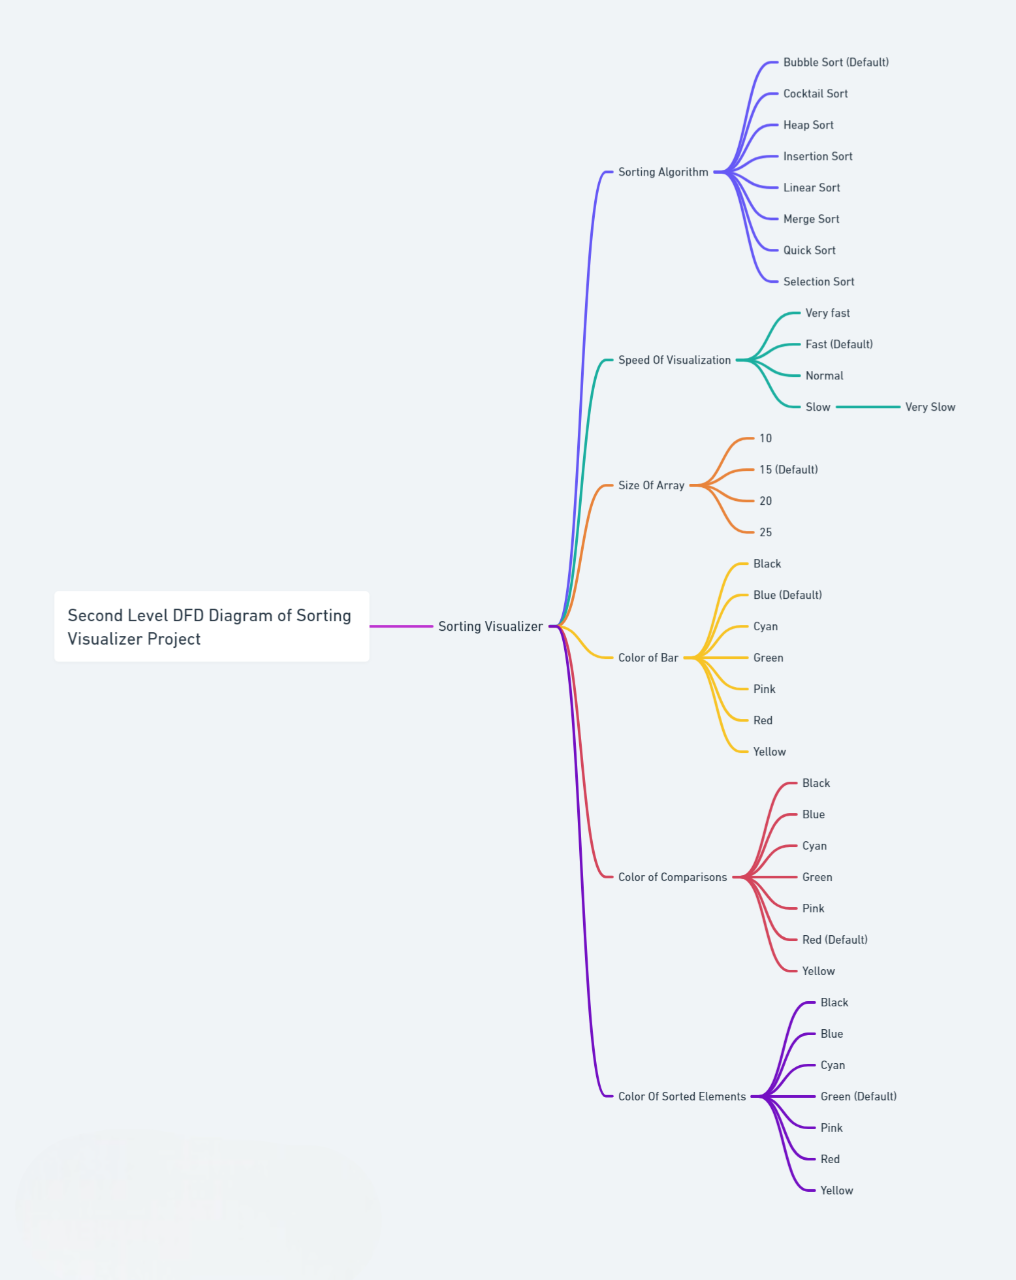 Second Level DFD Diagram of Sorting
Visualizer Project
Sorting Visualizer
Sorting Algorithm
Bubble Sort (Default)
Cocktail Sort
Heap Sort
Insertion Sort
Linear Sort
Merge Sort
Quick Sort
Selection Sort
Speed Of Visualization
Very fast
Fast (Default)
Normal
Slow
Very Slow
Size Of Array
10
15 (Default)
20
25
Color of Bar
Black
Blue (Default)
Cyan
Green
Pink
Red
Yellow
Color of Comparisons
Black
Blue
Cyan
Green
Pink
Red (Default)
Yellow
Color Of Sorted Elements
Black
Blue
Cyan
Green (Default)
Pink
Red
Yellow